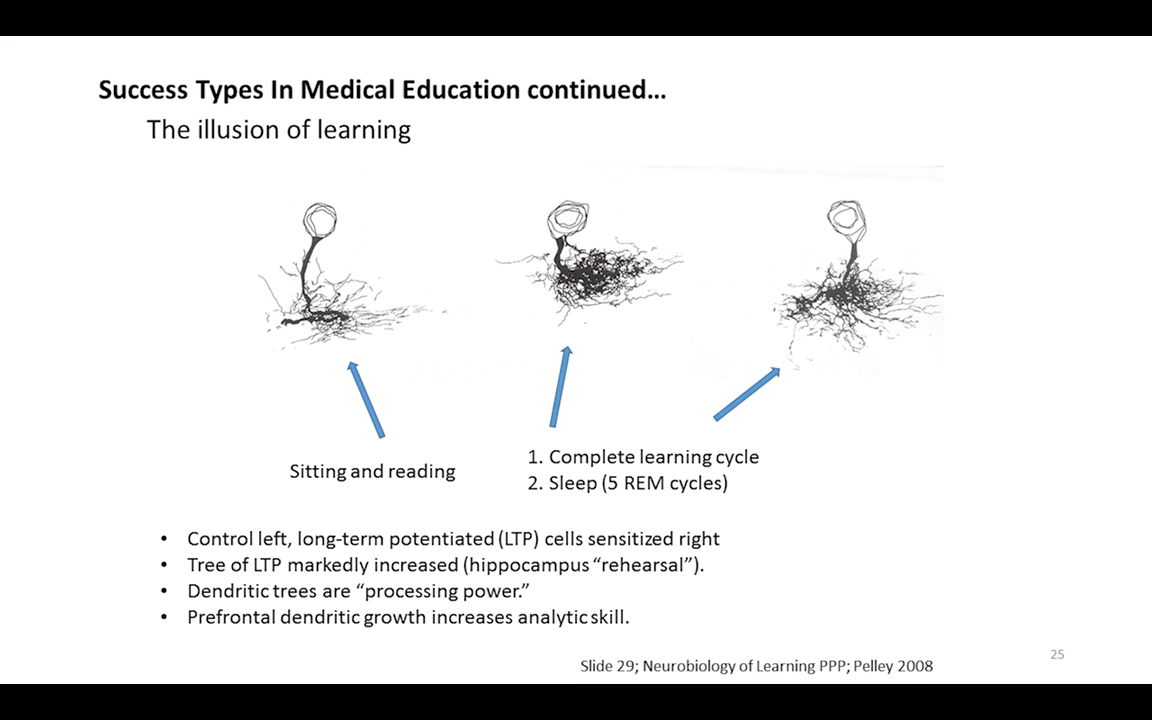 Success Types In Medical Education continued…
The illusion of learning
Sitting and reading
1. Complete learning cycle
2. Sleep (5 REM cycles)
• Control left, long-term potentiated (LTP) cells sensitized right
• Tree of LTP markedly increased (hippocampus “rehearsal”).
• Dendritic trees are “processing power.”
• Prefrontal dendritic growth increases analytic skill.
Slide 29; Neurobiology of Learning PPP; Pelley 2008
25